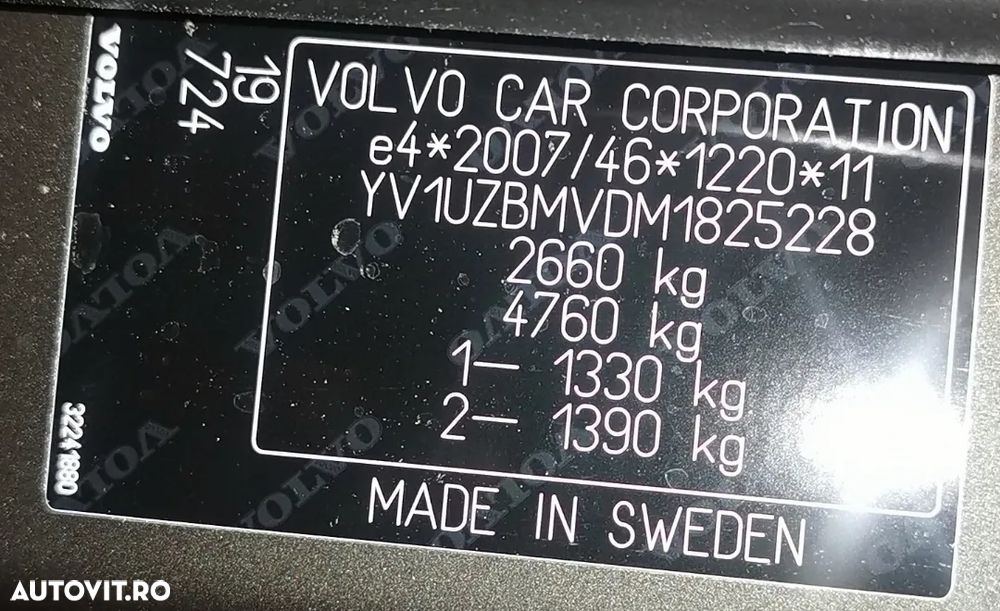 VOLVO
19
724
VOLVO CAR CORPORATION
e4*2007/46*1220*11
YV1UZBMVDM1825228
2660 kg
4760 kg
1– 1330 kg
2– 1390 kg
MADE IN SWEDEN
32241880
AUTOVIT.RO